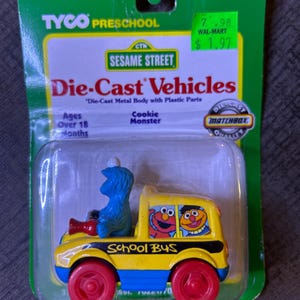 TYCO PRESCHOOL
7.98
WAL-MART
$1.97
CTW
SESAME STREET
Die-Cast Vehicles
*Die-Cast Metal Body with Plastic Parts
Ages
Over 18
Months
Cookie
Monster
MATCHBOX
SCHOOL BUS